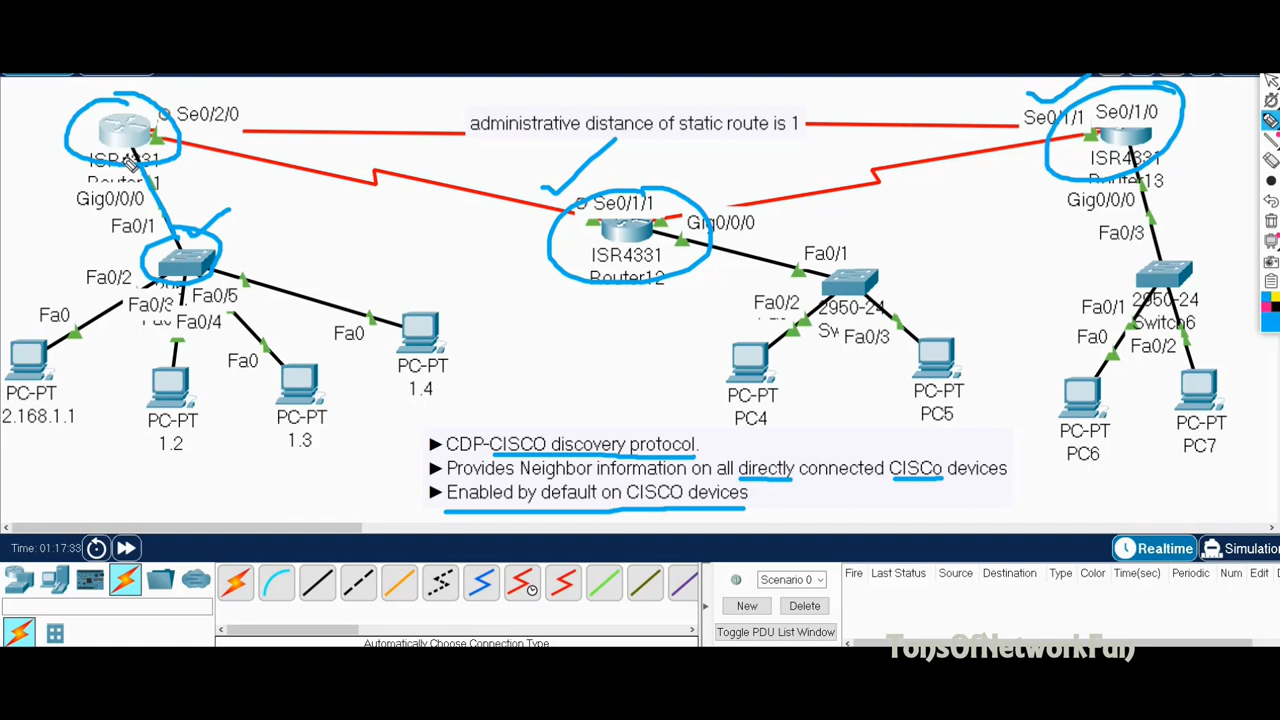 Se0/2/0
administrative distance of static route is 1
Se0/1/1
Se0/1/0
ISR4331
Gig0/0/0
Fa0/1
Se0/1/1
Gig0/0/0
ISR4331
Router12
ISR4331
Router13
Gig0/0/0
Fa0/3
Fa0/2
Fa0/3
Fa0/5
Fa0/4
Fa0
Fa0
Fa0
Fa0/1
Fa0/2
2950-24
Fa0/3
2950-24
Switch6
Fa0/1
Fa0
Fa0/2
PC-PT
2.168.1.1
PC-PT
1.2
PC-PT
1.3
PC-PT
1.4
PC-PT
PC4
PC-PT
PC5
PC-PT
PC6
PC-PT
PC7
► CDP-CISCO discovery protocol.
► Provides Neighbor information on all directly connected CISCo devices
► Enabled by default on CISCO devices
Time: 01:17:33
Realtime
Simulation
Scenario 0
New
Delete
Toggle PDU List Window
Fire Last Status Source Destination Type Color Time(sec) Periodic Num Edit
Automatically Choose Connection Type
TonsOfNetworkFun